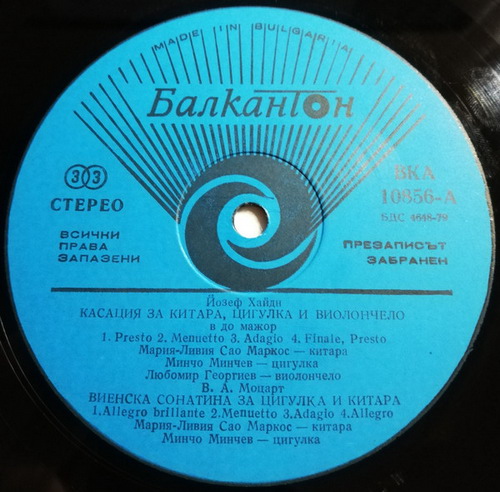 MADE IN BULGARIA
БалканТон
33
СТЕРЕО
ВСИЧКИ
ПРАВА
ЗАПАЗЕНИ
ВКА
10856-А
БДС 4648-79
ПРЕЗАПИСЪТ
ЗАБРАНЕН
Йозеф Хайдн
КАСАЦИЯ ЗА КИТАРА, ЦИГУЛКА И ВИОЛОНЧЕЛО
в до мажор
1. Presto 2. Menuetto 3. Adagio 4. Finale, Presto
Мария-Ливия Сао Маркос — китара
Минчо Минчев — цигулка
Любомир Георгиев — виолончело
В. А. Моцарт
ВИЕНСКА СОНАТИНА ЗА ЦИГУЛКА И КИТАРА
1.Allegro brillante 2.Menuetto 3.Adagio 4.Allegro
Мария-Ливия Сао Маркос — китара
Минчо Минчев — цигулка